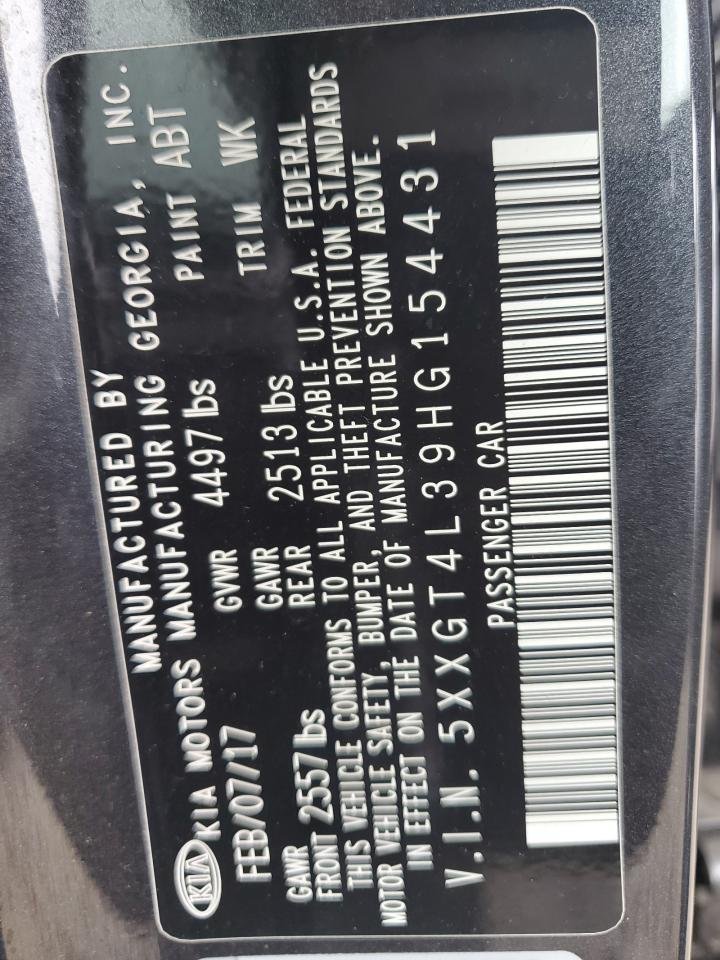 MANUFACTURED BY
KIA KIA MOTORS MANUFACTURING GEORGIA, INC.
FEB/07/17 GVWR 4497 lbs PAINT ABT
GAWR GAWR
FRONT 2557 lbs REAR 2513 lbs TRIM WK
THIS VEHICLE CONFORMS TO ALL APPLICABLE U.S.A. FEDERAL
MOTOR VEHICLE SAFETY, BUMPER, AND THEFT PREVENTION STANDARDS
IN EFFECT ON THE DATE OF MANUFACTURE SHOWN ABOVE.
V.I.N. 5XXGT4L39HG154431
PASSENGER CAR